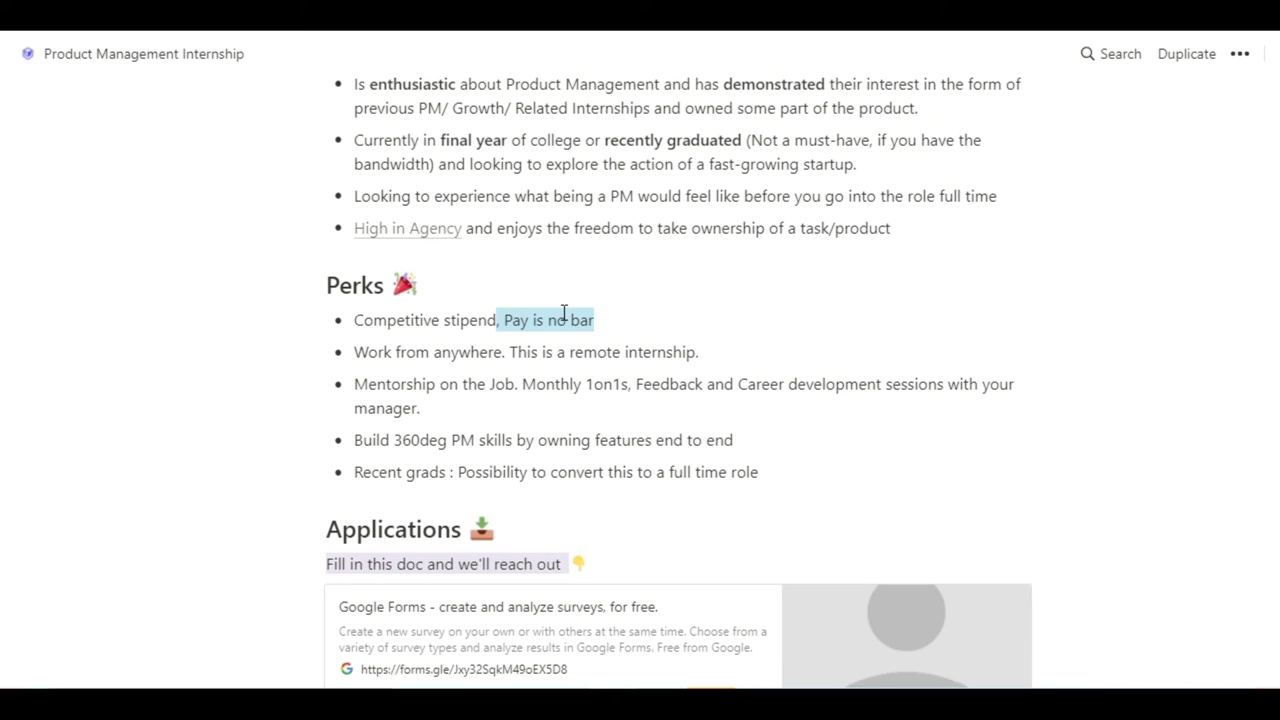 Product Management Internship
Search
Duplicate
Is enthusiastic about Product Management and has demonstrated their interest in the form of
previous PM/ Growth/ Related Internships and owned some part of the product.
Currently in final year of college or recently graduated (Not a must-have, if you have the
bandwidth) and looking to explore the action of a fast-growing startup.
Looking to experience what being a PM would feel like before you go into the role full time
High in Agency and enjoys the freedom to take ownership of a task/product
Perks 🎉
Competitive stipend, Pay is no bar
Work from anywhere. This is a remote internship.
Mentorship on the Job. Monthly 1on1s, Feedback and Career development sessions with your
manager.
Build 360deg PM skills by owning features end to end
Recent grads : Possibility to convert this to a full time role
Applications 📥
Fill in this doc and we'll reach out 👇
Google Forms - create and analyze surveys, for free.
Create a new survey on your own or with others at the same time. Choose from a
variety of survey types and analyze results in Google Forms. Free from Google.
https://forms.gle/Jxy32SqkM49oEX5D8